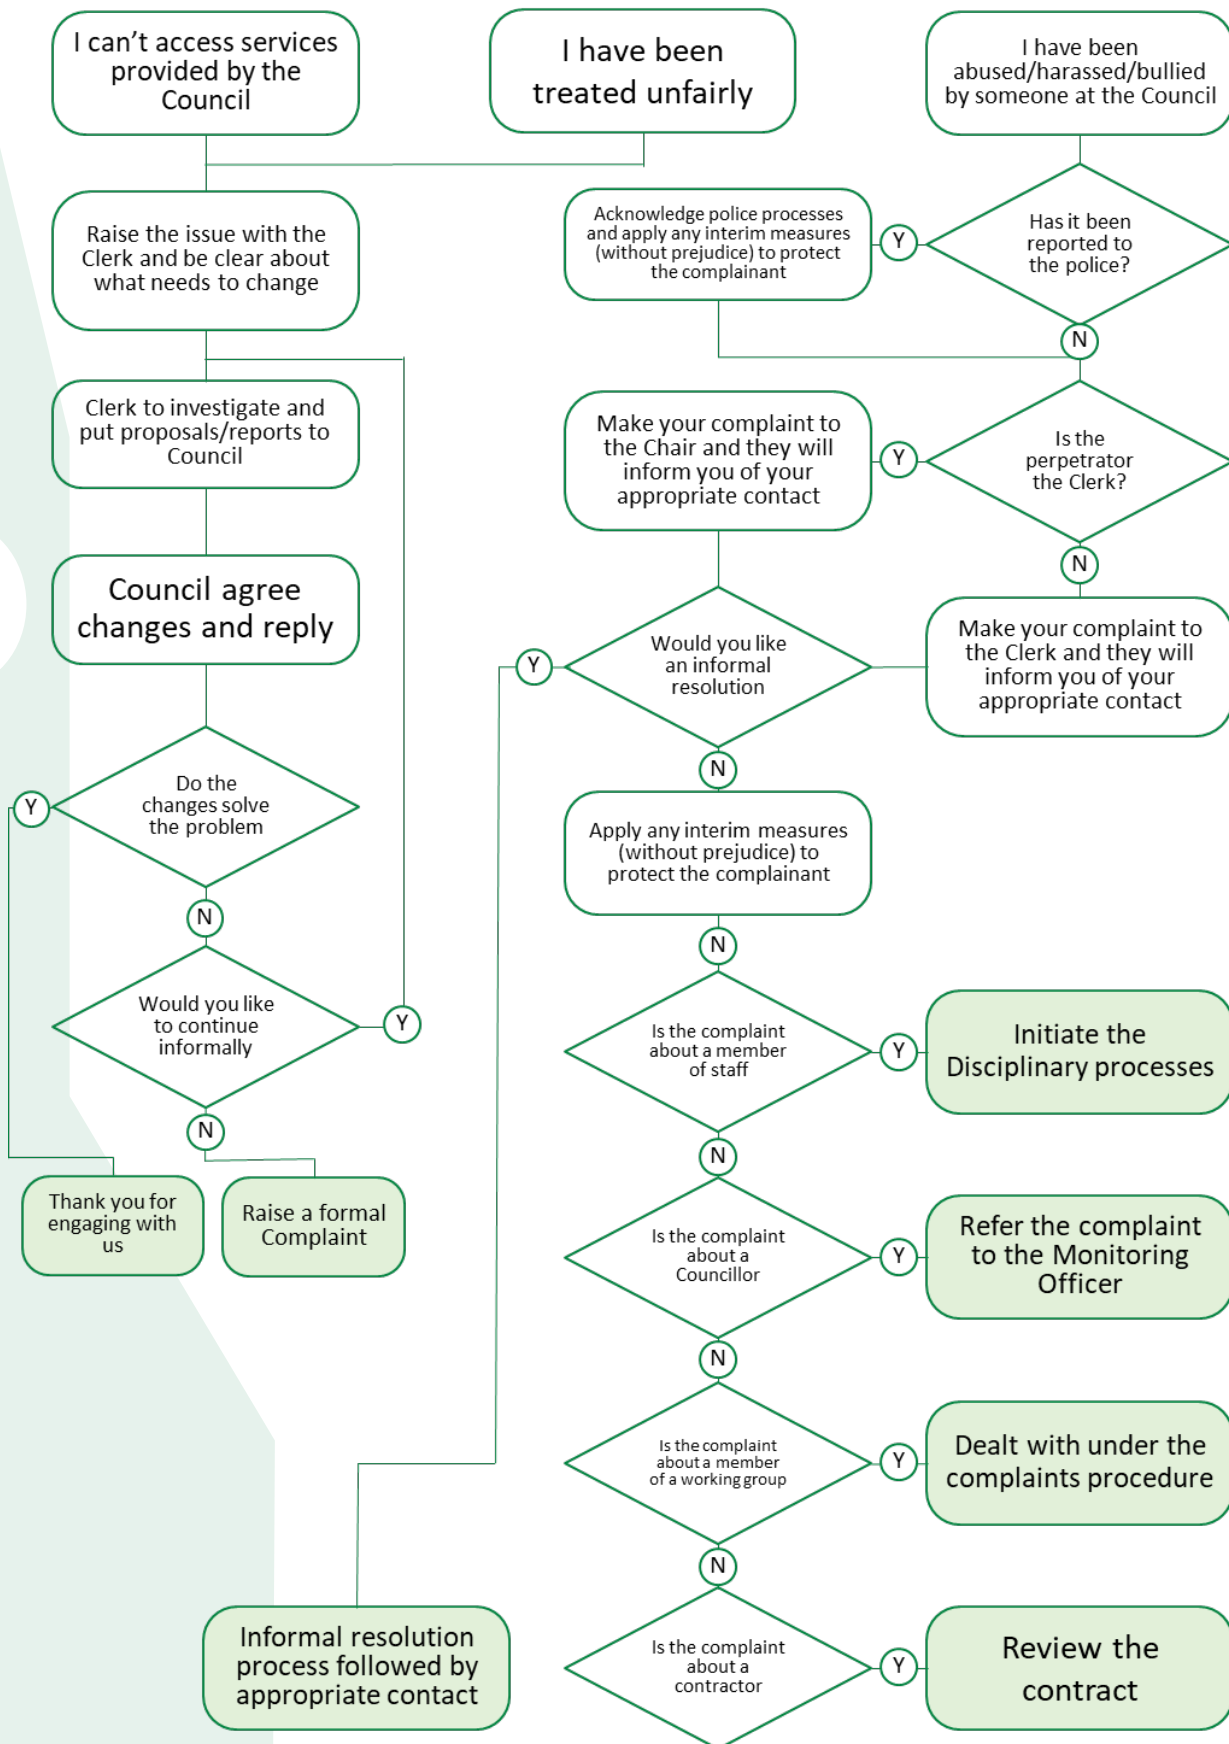 I can't access services
provided by the
Council
I have been
treated unfairly
I have been
abused/harassed/bullied
by someone at the Council
Raise the issue with the
Clerk and be clear about
what needs to change
Acknowledge police processes
and apply any interim measures
(without prejudice) to protect
the complainant
Y
Has it been
reported to
the police?
N
Clerk to investigate and
put proposals/reports to
Council
Make your complaint to
the Chair and they will
inform you of your
appropriate contact
Y
Is the
perpetrator
the Clerk?
N
Council agree
changes and reply
Y
Would you like
an informal
resolution
Make your complaint to
the Clerk and they will
inform you of your
appropriate contact
N
Y
Do the
changes solve
the problem
N
Apply any interim measures
(without prejudice) to
protect the complainant
N
Would you like
to continue
informally
Y
N
Is the complaint
about a member
of staff
Y
Initiate the
Disciplinary processes
N
Thank you for
engaging with
us
Raise a formal
Complaint
Is the complaint
about a
Councillor
Y
Refer the complaint
to the Monitoring
Officer
N
Is the complaint
about a member
of a working group
Y
Dealt with under the
complaints procedure
N
Informal resolution
process followed by
appropriate contact
Is the complaint
about a
contractor
Y
Review the
contract